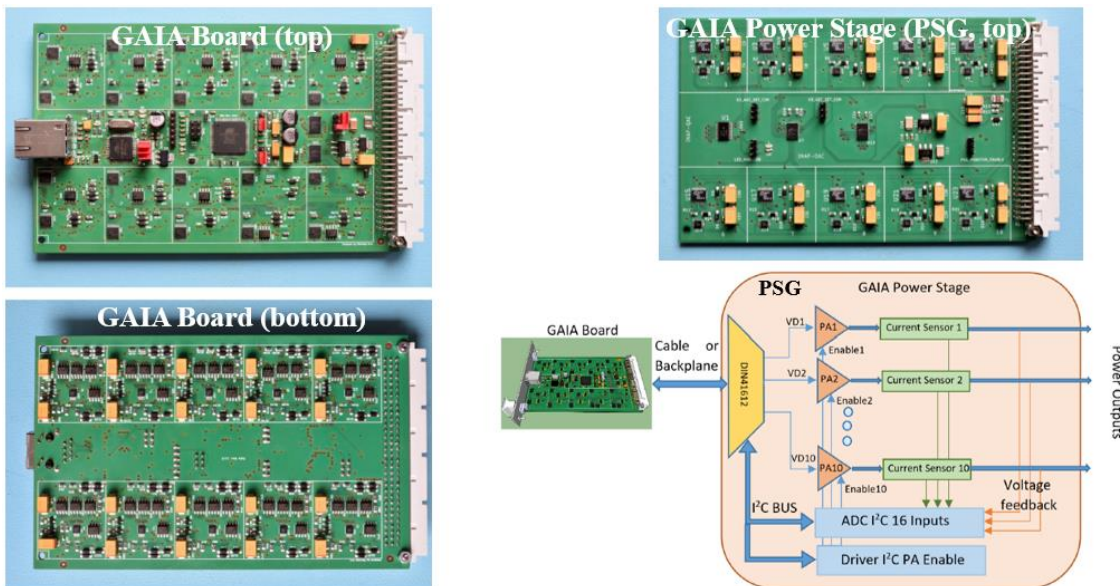 GAIA Board (top)
GAIA Power Stage (PSG, top)
GAIA Board (bottom)
PSG
GAIA Power Stage
GAIA Board
Cable or
Backplane
DIN41612
VD1
PA1
Current Sensor 1
Enable1
VD2
PA2
Current Sensor 2
Enable2
VD10
PA10
Current Sensor 10
Enable10
Power Outputs
Voltage
feedback
I²C BUS
ADC I²C 16 Inputs
Driver I²C PA Enable